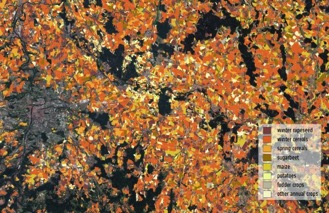 winter rapeseed
winter cereals
spring cereals
sugarbeet
maize
potatoes
fodder crops
other annual crops